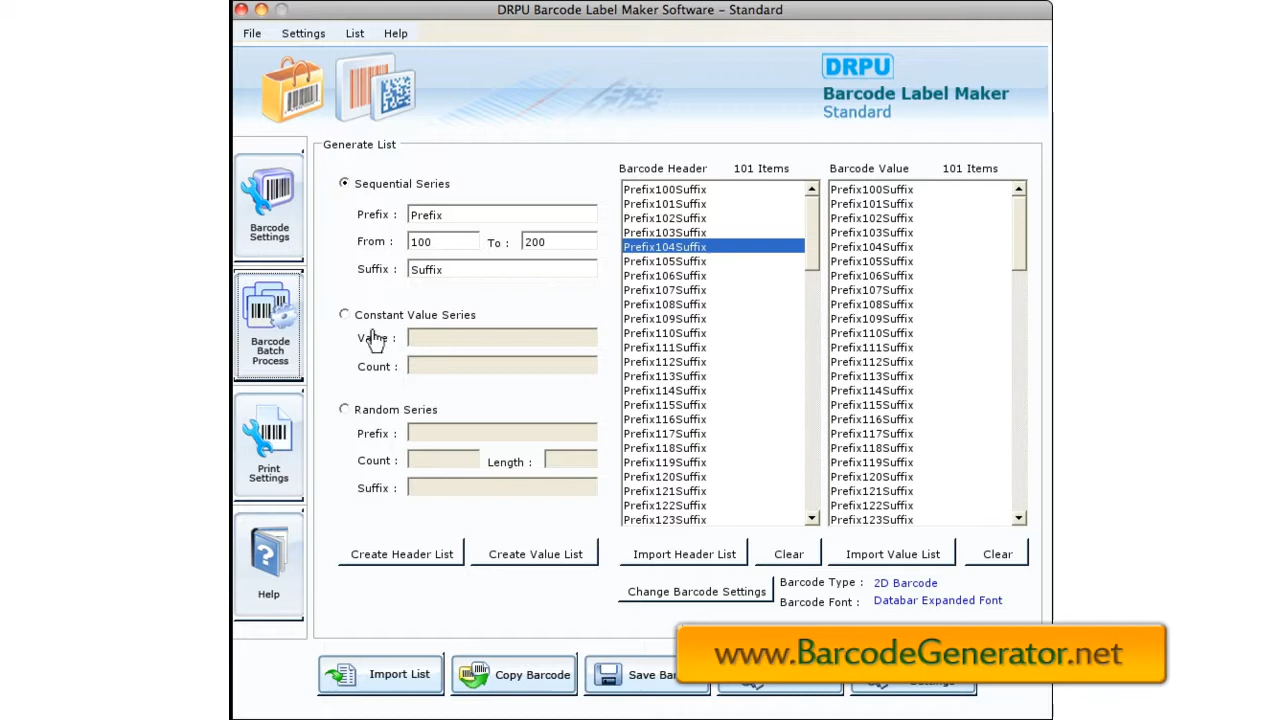 DRPU Barcode Label Maker Software - Standard
File Settings List Help
DRPU
Barcode Label Maker
Standard
Generate List
Barcode Header 101 Items Barcode Value 101 Items
Sequential Series
Prefix : Prefix
From : 100 To : 200
Suffix : Suffix
Constant Value Series
Value :
Count :
Random Series
Prefix :
Count : Length :
Suffix :
Prefix100Suffix Prefix100Suffix
Prefix101Suffix Prefix101Suffix
Prefix102Suffix Prefix102Suffix
Prefix103Suffix Prefix103Suffix
Prefix104Suffix Prefix104Suffix
Prefix105Suffix Prefix105Suffix
Prefix106Suffix Prefix106Suffix
Prefix107Suffix Prefix107Suffix
Prefix108Suffix Prefix108Suffix
Prefix109Suffix Prefix109Suffix
Prefix110Suffix Prefix110Suffix
Prefix111Suffix Prefix111Suffix
Prefix112Suffix Prefix112Suffix
Prefix113Suffix Prefix113Suffix
Prefix114Suffix Prefix114Suffix
Prefix115Suffix Prefix115Suffix
Prefix116Suffix Prefix116Suffix
Prefix117Suffix Prefix117Suffix
Prefix118Suffix Prefix118Suffix
Prefix119Suffix Prefix119Suffix
Prefix120Suffix Prefix120Suffix
Prefix121Suffix Prefix121Suffix
Prefix122Suffix Prefix122Suffix
Prefix123Suffix Prefix123Suffix
Barcode
Settings
Barcode
Batch
Process
Print
Settings
Help
Create Header List Create Value List Import Header List Clear Import Value List Clear
Change Barcode Settings
Barcode Type : 2D Barcode
Barcode Font : Databar Expanded Font
Import List Copy Barcode Save
www.BarcodeGenerator.net